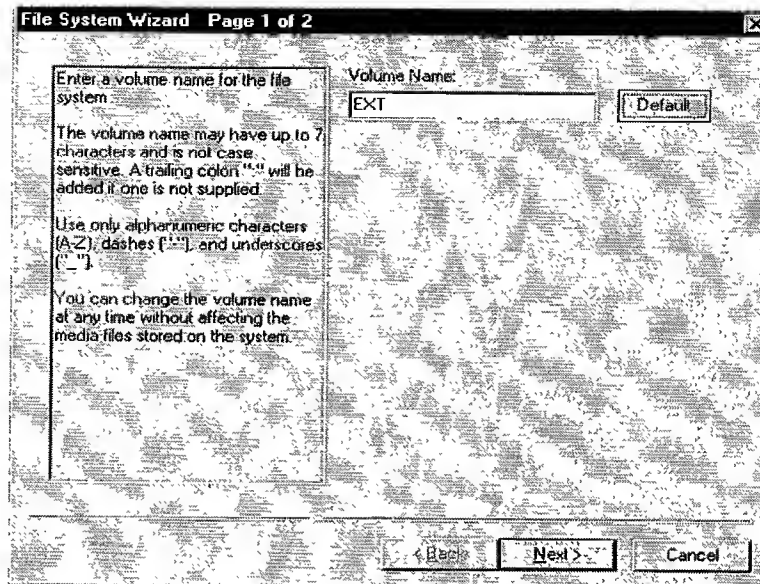 File System Wizard Page 1 of 2
Enter a volume name for the file
system.
The volume name may have up to 7
characters and is not case
sensitive. A trailing colon ":" will be
added if one is not supplied.
Use only alphanumeric characters
(A-Z), dashes ("-"), and underscores
("_").
You can change the volume name
at any time without affecting the
media files stored on the system.
Volume Name:
EXT
Default
< Back
Next >
Cancel